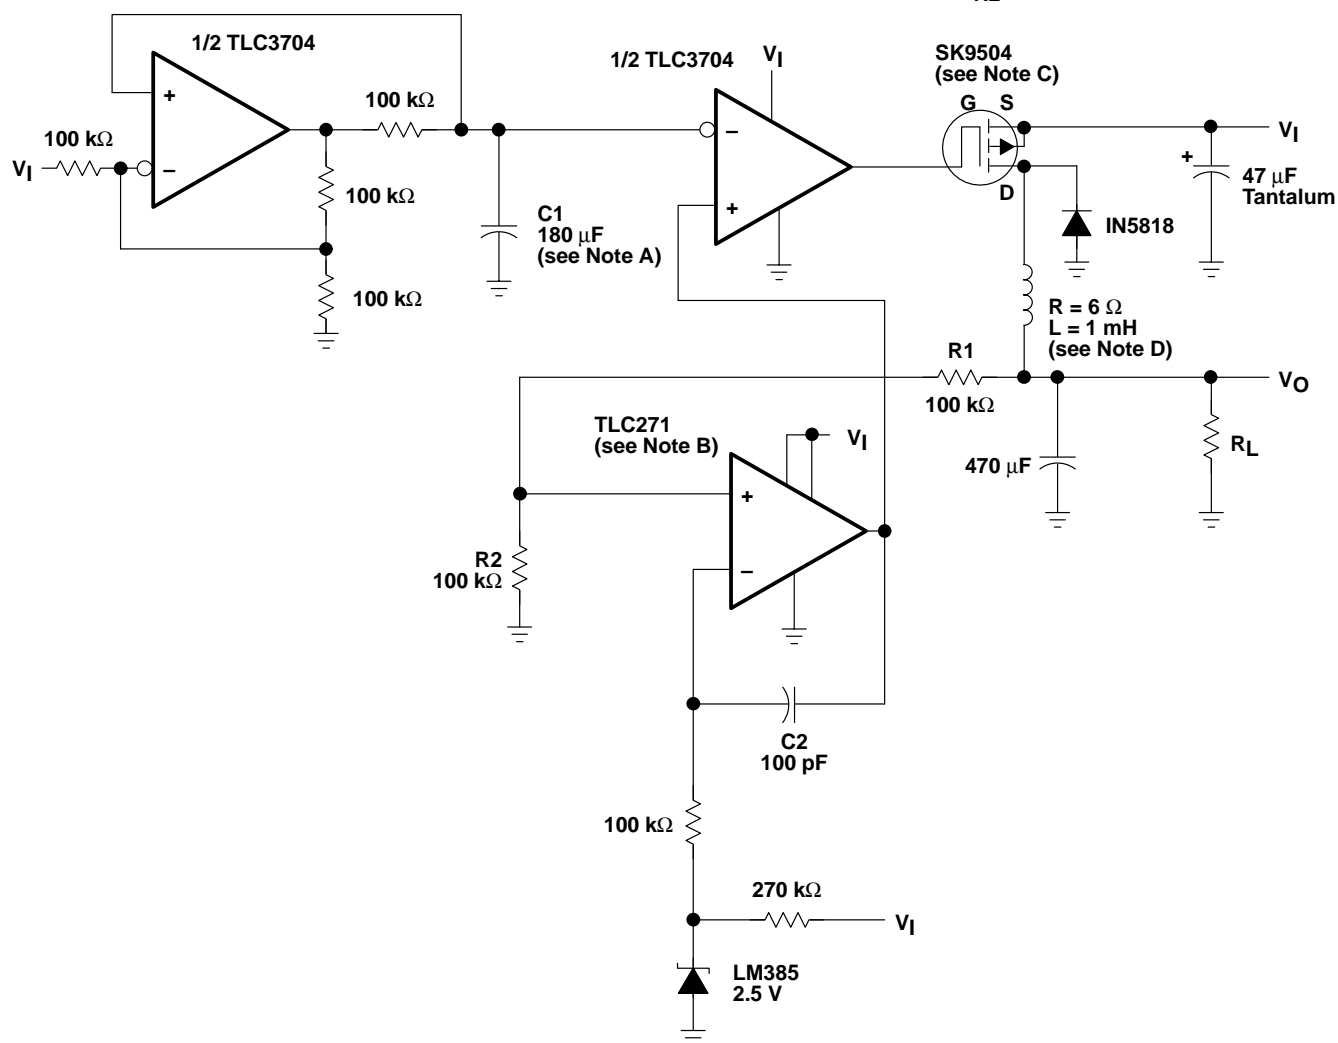 1/2 TLC3704
+
−
100 kΩ
100 kΩ
VI
100 kΩ
100 kΩ
C1
180 µF
(see Note A)
1/2 TLC3704
VI
−
+
SK9504
(see Note C)
G S
D
VI
+
47 µF
Tantalum
IN5818
R = 6 Ω
L = 1 mH
(see Note D)
R1
100 kΩ
VO
470 µF
RL
TLC271
(see Note B)
VI
+
−
R2
100 kΩ
C2
100 pF
100 kΩ
270 kΩ
VI
LM385
2.5 V